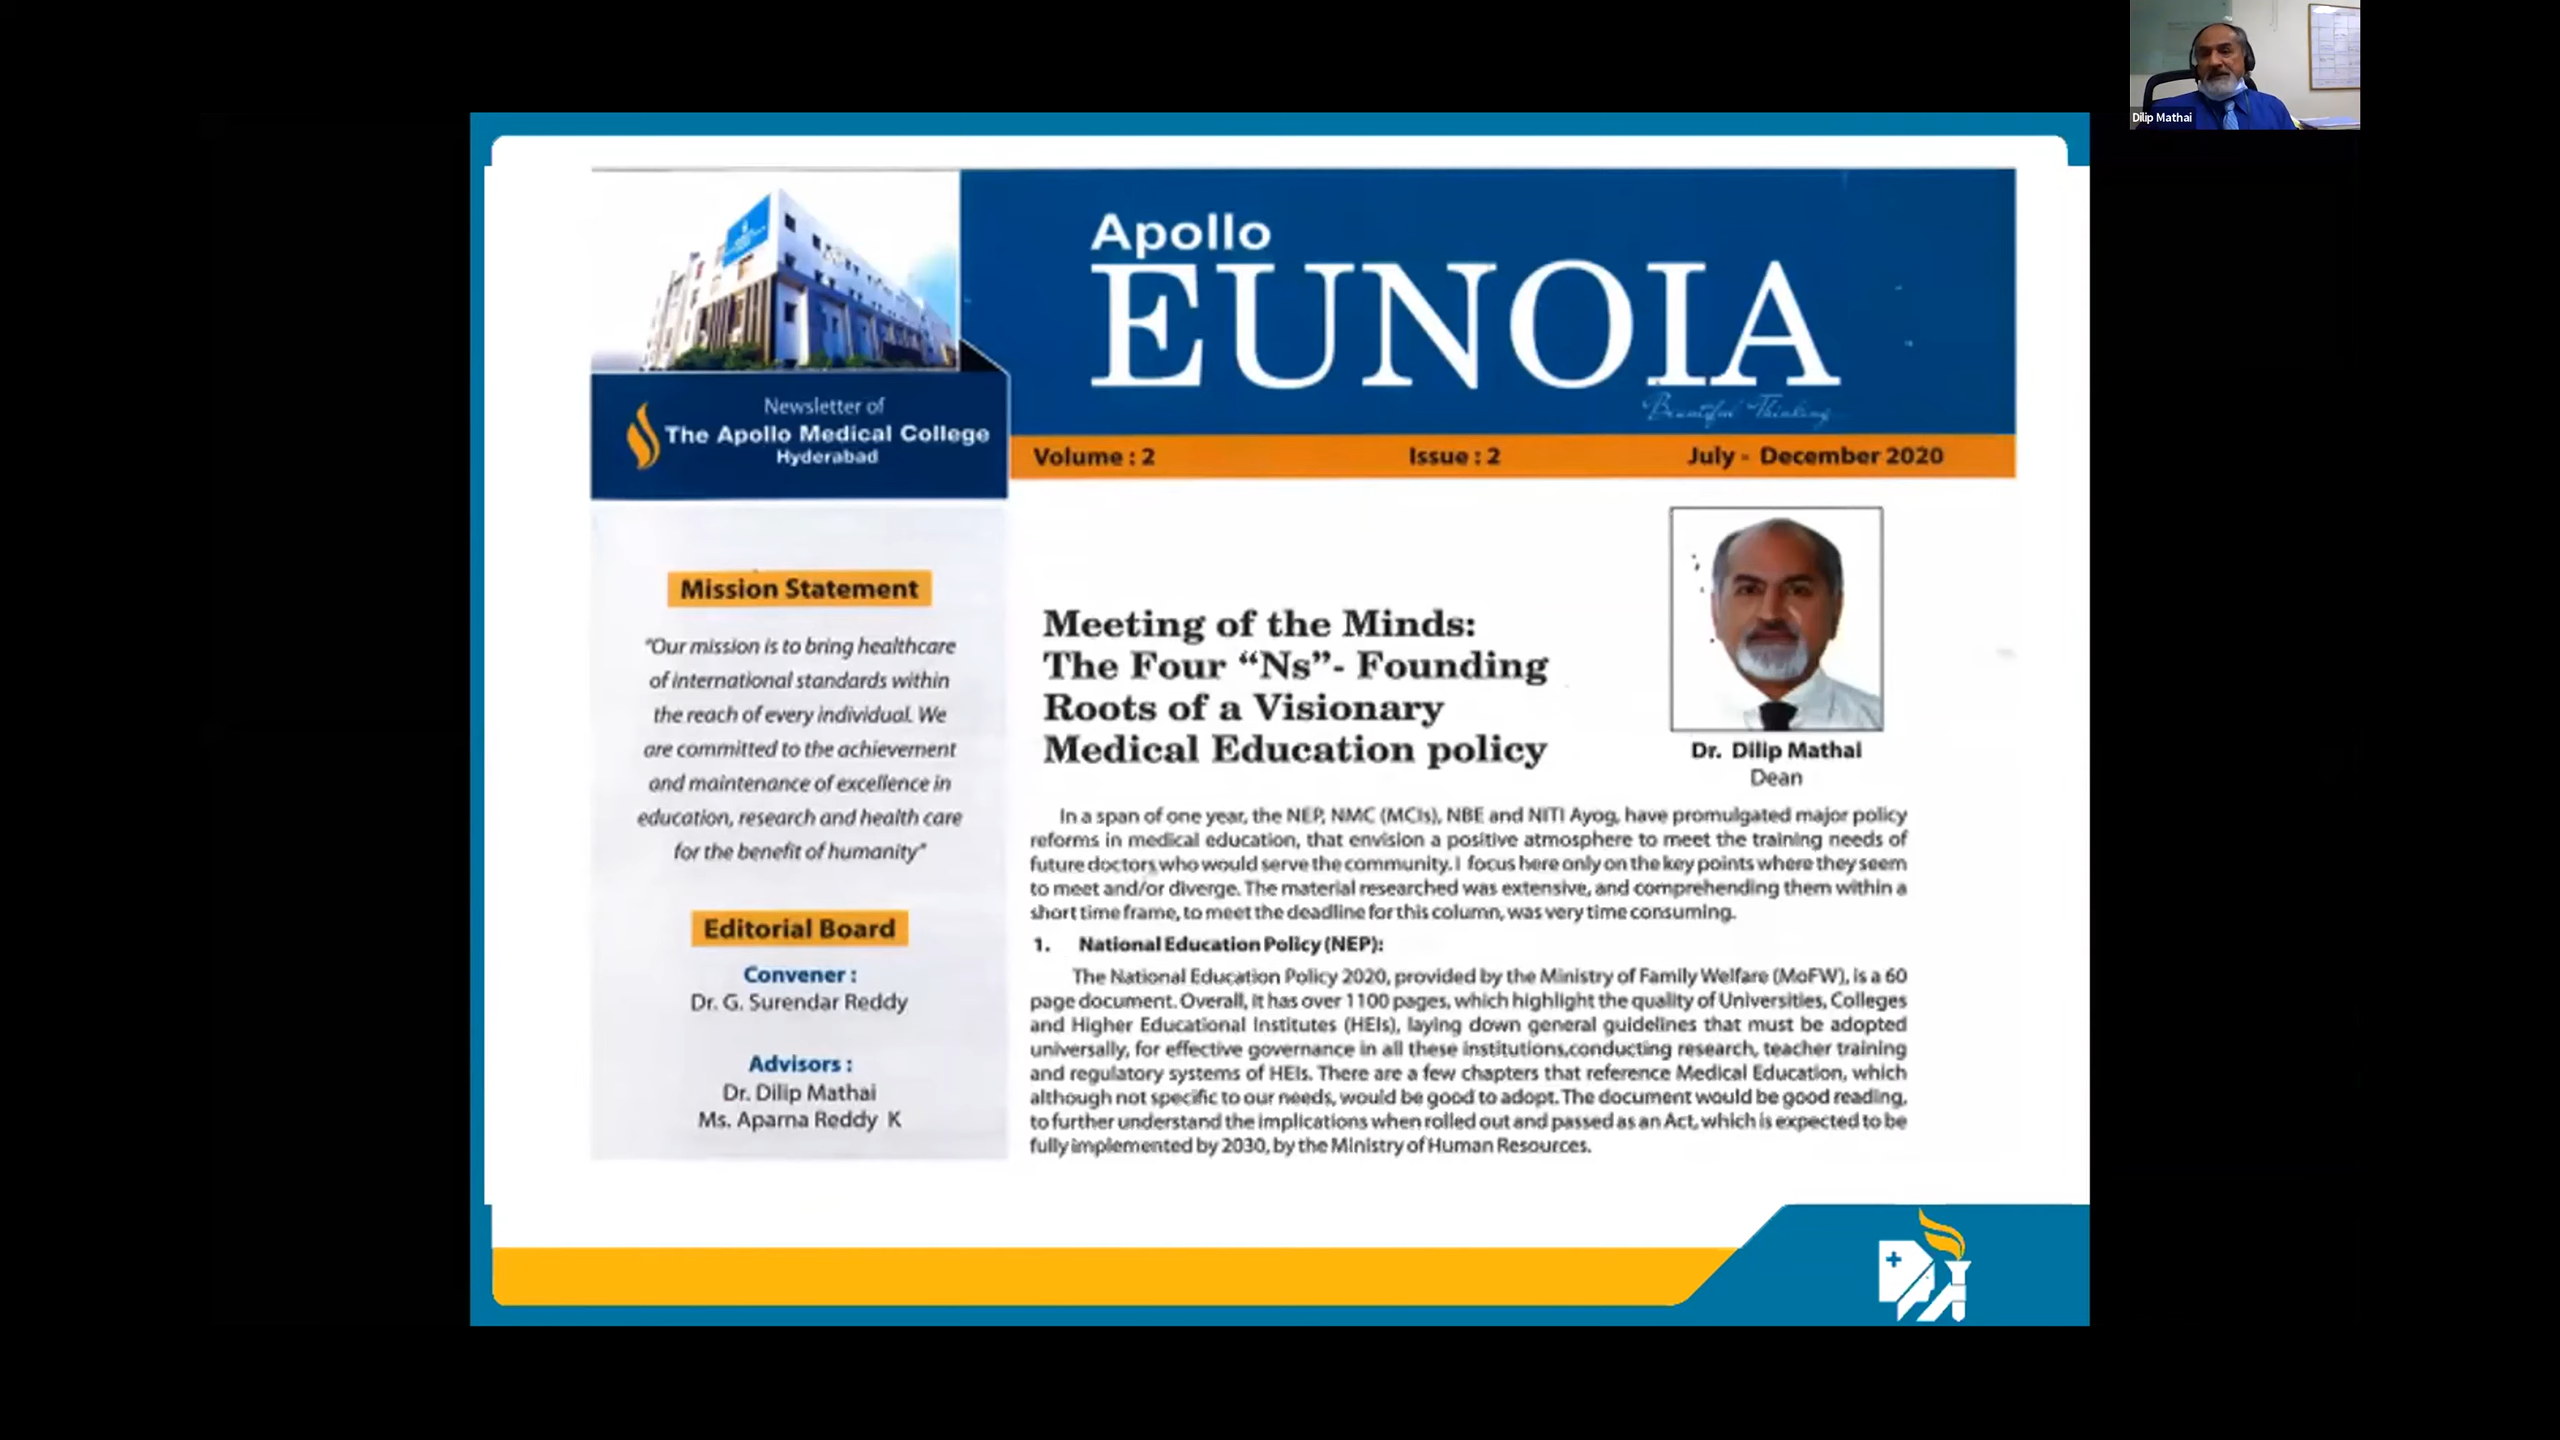 Dilip Mathai
Apollo
EUNOIA
Beautiful Thinking
Newsletter of
The Apollo Medical College
Hyderabad
Volume : 2 Issue : 2 July - December 2020
Mission Statement
"Our mission is to bring healthcare
of international standards within
the reach of every individual. We
are committed to the achievement
and maintenance of excellence in
education, research and health care
for the benefit of humanity"
Editorial Board
Convener :
Dr. G. Surendar Reddy
Advisors :
Dr. Dilip Mathai
Ms. Aparna Reddy K
Meeting of the Minds:
The Four “Ns”- Founding
Roots of a Visionary
Medical Education policy
Dr. Dilip Mathai
Dean
In a span of one year, the NEP, NMC (MCIs), NBE and NITI Ayog, have promulgated major policy
reforms in medical education, that envision a positive atmosphere to meet the training needs of
future doctors who would serve the community. I focus here only on the key points where they seem
to meet and/or diverge. The material researched was extensive, and comprehending them within a
short time frame, to meet the deadline for this column, was very time consuming.
1. National Education Policy (NEP):
The National Education Policy 2020, provided by the Ministry of Family Welfare (MoFW), is a 60
page document. Overall, it has over 1100 pages, which highlight the quality of Universities, Colleges
and Higher Educational Institutes (HEIs), laying down general guidelines that must be adopted
universally, for effective governance in all these institutions,conducting research, teacher training
and regulatory systems of HEIs. There are a few chapters that reference Medical Education, which
although not specific to our needs, would be good to adopt. The document would be good reading,
to further understand the implications when rolled out and passed as an Act, which is expected to be
fully implemented by 2030, by the Ministry of Human Resources.